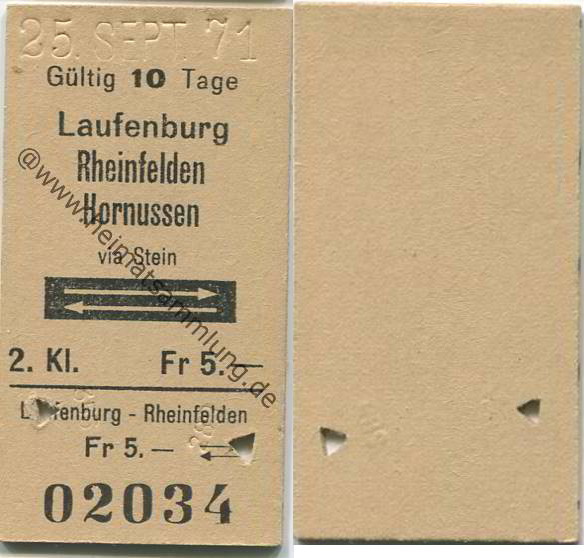 25. SEPT. 71
Gültig 10 Tage
Laufenburg
Rheinfelden
Hornussen
via Stein
2. Kl. Fr 5.—
Laufenburg - Rheinfelden
Fr 5.—
02034
@www.heimatsammlung.de